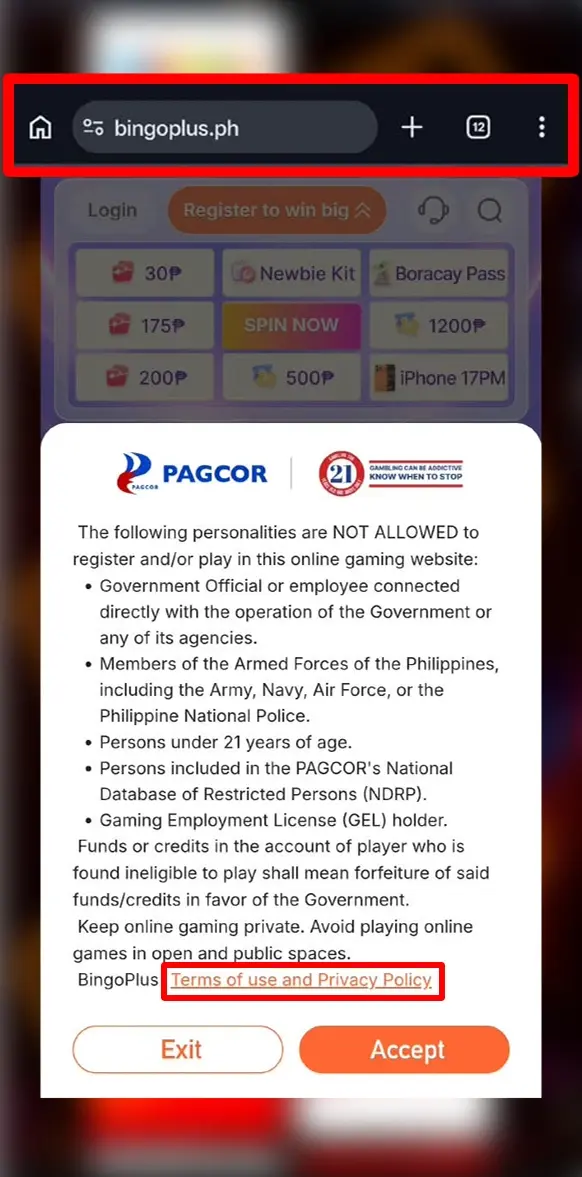 bingoplus.ph
12
Login
Register to win big
30₱
Newbie Kit
Boracay Pass
175₱
SPIN NOW
1200₱
200₱
500₱
iPhone 17PM
PAGCOR
PAGCOR
21
GAMBLING CAN BE ADDICTIVE
KNOW WHEN TO STOP
The following personalities are NOT ALLOWED to
register and/or play in this online gaming website:
• Government Official or employee connected
directly with the operation of the Government or
any of its agencies.
• Members of the Armed Forces of the Philippines,
including the Army, Navy, Air Force, or the
Philippine National Police.
• Persons under 21 years of age.
• Persons included in the PAGCOR's National
Database of Restricted Persons (NDRP).
• Gaming Employment License (GEL) holder.
Funds or credits in the account of player who is
found ineligible to play shall mean forfeiture of said
funds/credits in favor of the Government.
Keep online gaming private. Avoid playing online
games in open and public spaces.
BingoPlus Terms of use and Privacy Policy
Exit
Accept